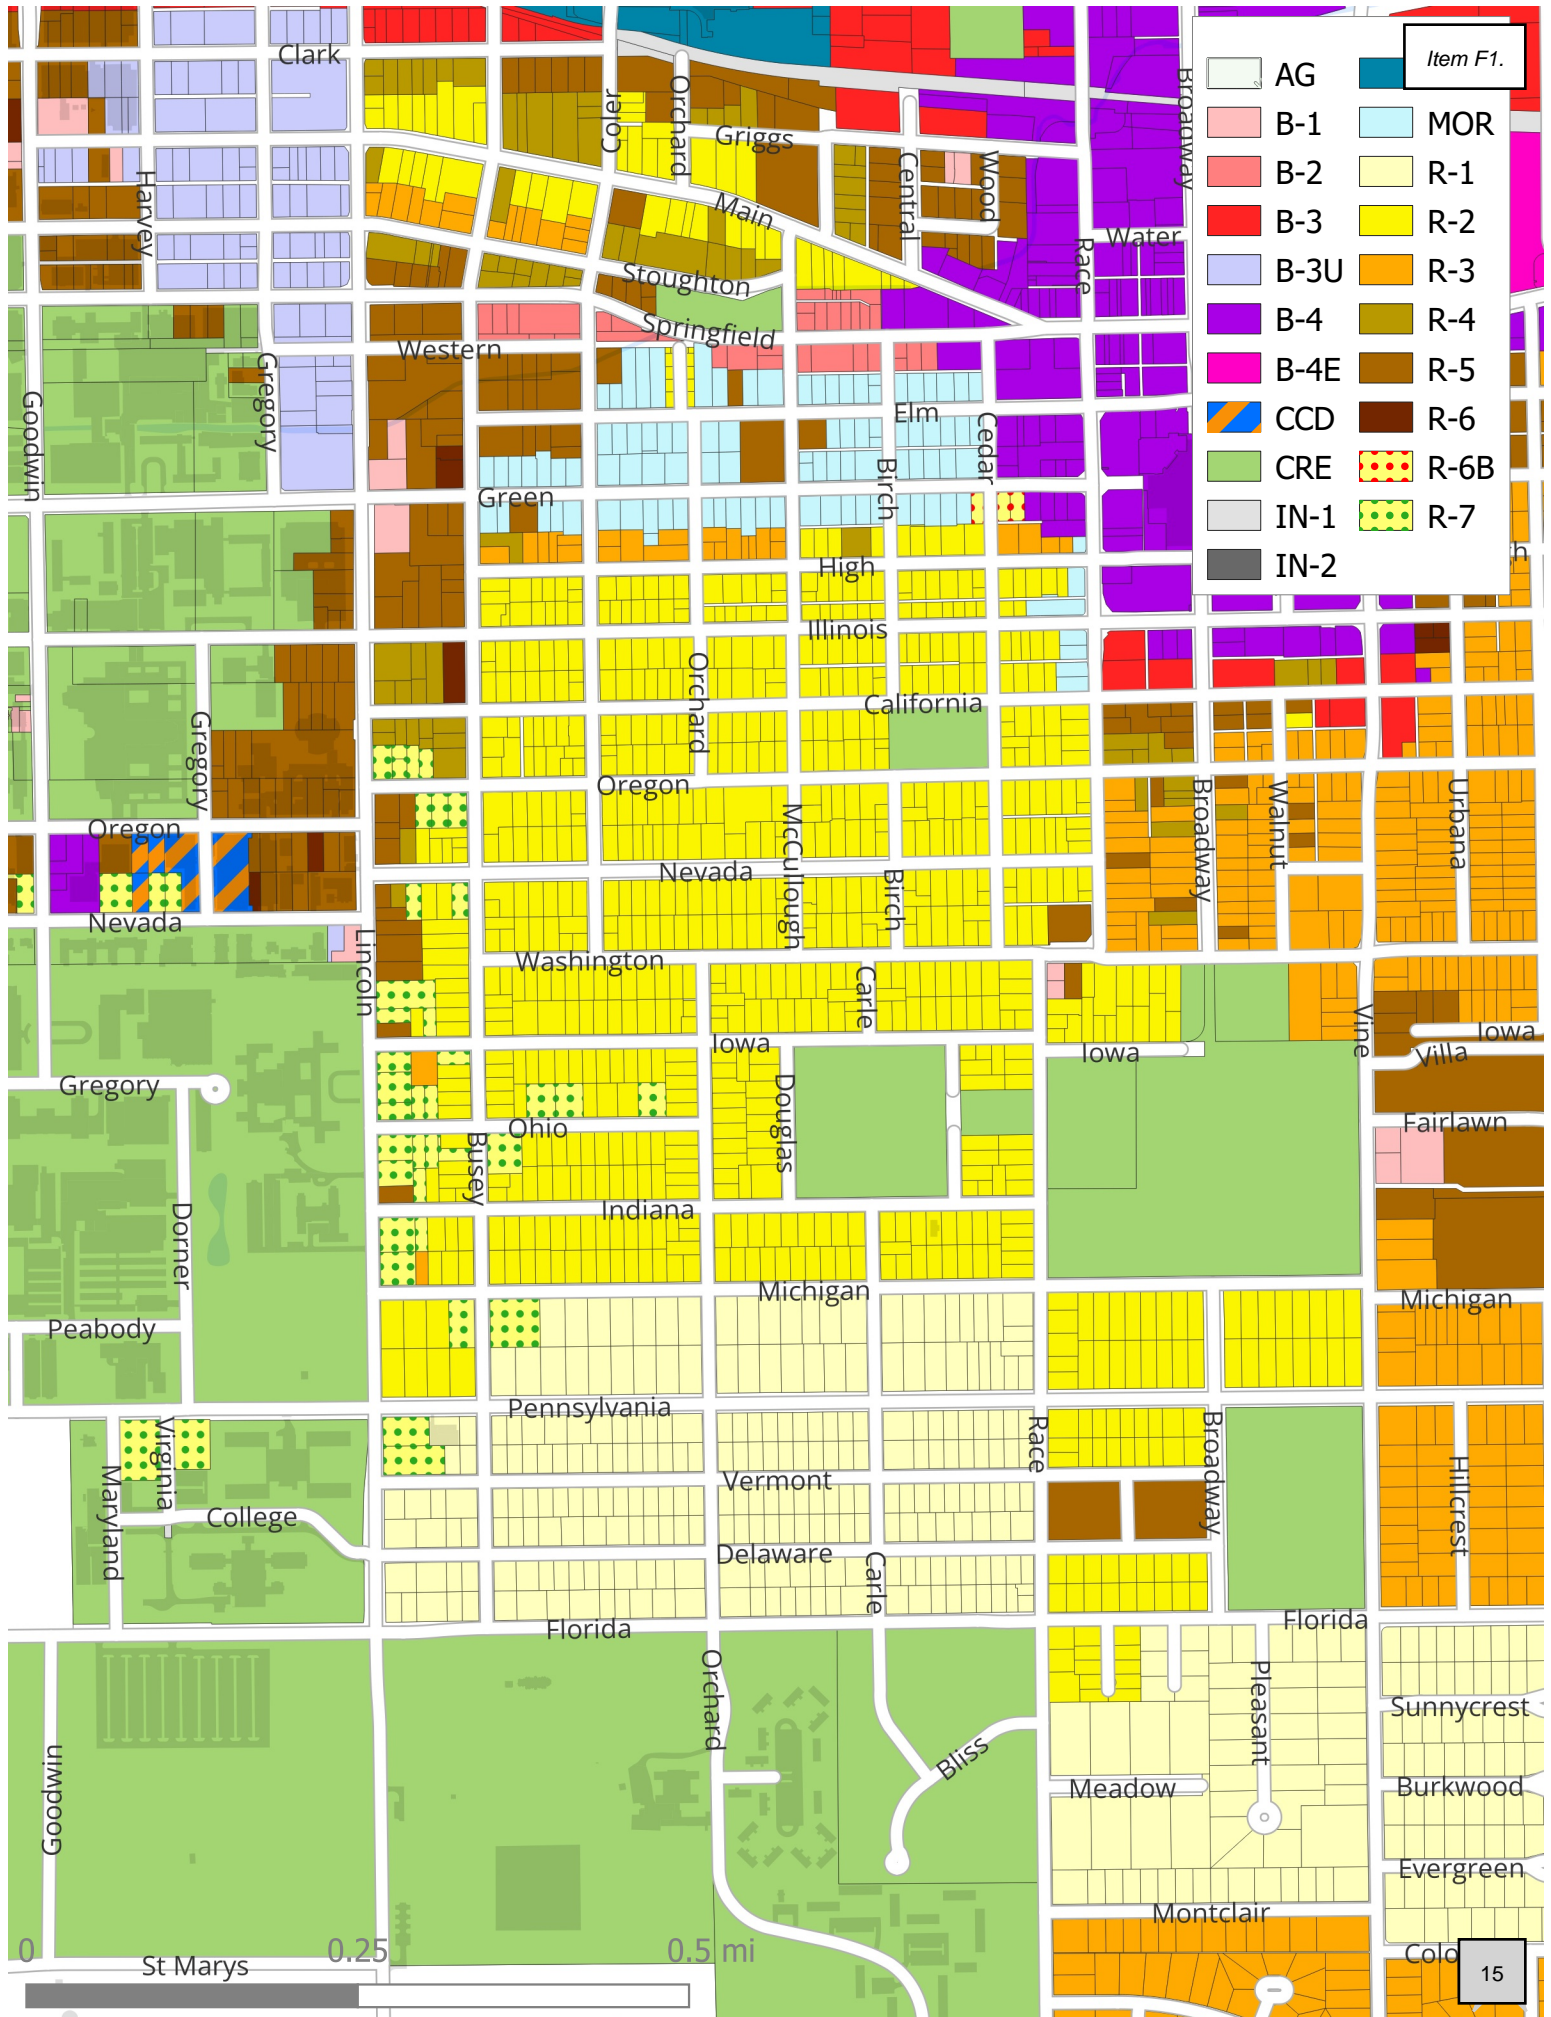 Item F1.
AG
B-1
B-2
B-3
B-3U
B-4
B-4E
CCD
CRE
IN-1
IN-2
MOR
R-1
R-2
R-3
R-4
R-5
R-6
R-6B
R-7
Clark
Coler
Orchard
Griggs
Broadway
Harvey
Main
Central
Wood
Water
Race
Stoughton
Springfield
Western
Gregory
Goodwin
Elm
Cedar
Birch
Green
High
Illinois
Orchard
California
Gregory
Oregon
McCullough
Broadway
Walnut
Urbana
Oregon
Nevada
Birch
Nevada
Lincoln
Washington
Carle
Vine
Iowa
Iowa
Iowa
Villa
Gregory
Douglas
Fairlawn
Ohio
Busey
Dorner
Indiana
Michigan
Michigan
Peabody
Pennsylvania
Virginia
Maryland
Race
Broadway
Vermont
Hillcrest
College
Delaware
Carle
Florida
Florida
Orchard
Pleasant
Sunnycrest
Goodwin
Bliss
Meadow
Burkwood
Evergreen
Montclair
0 0.25 0.5 mi
St Marys
Colo
15